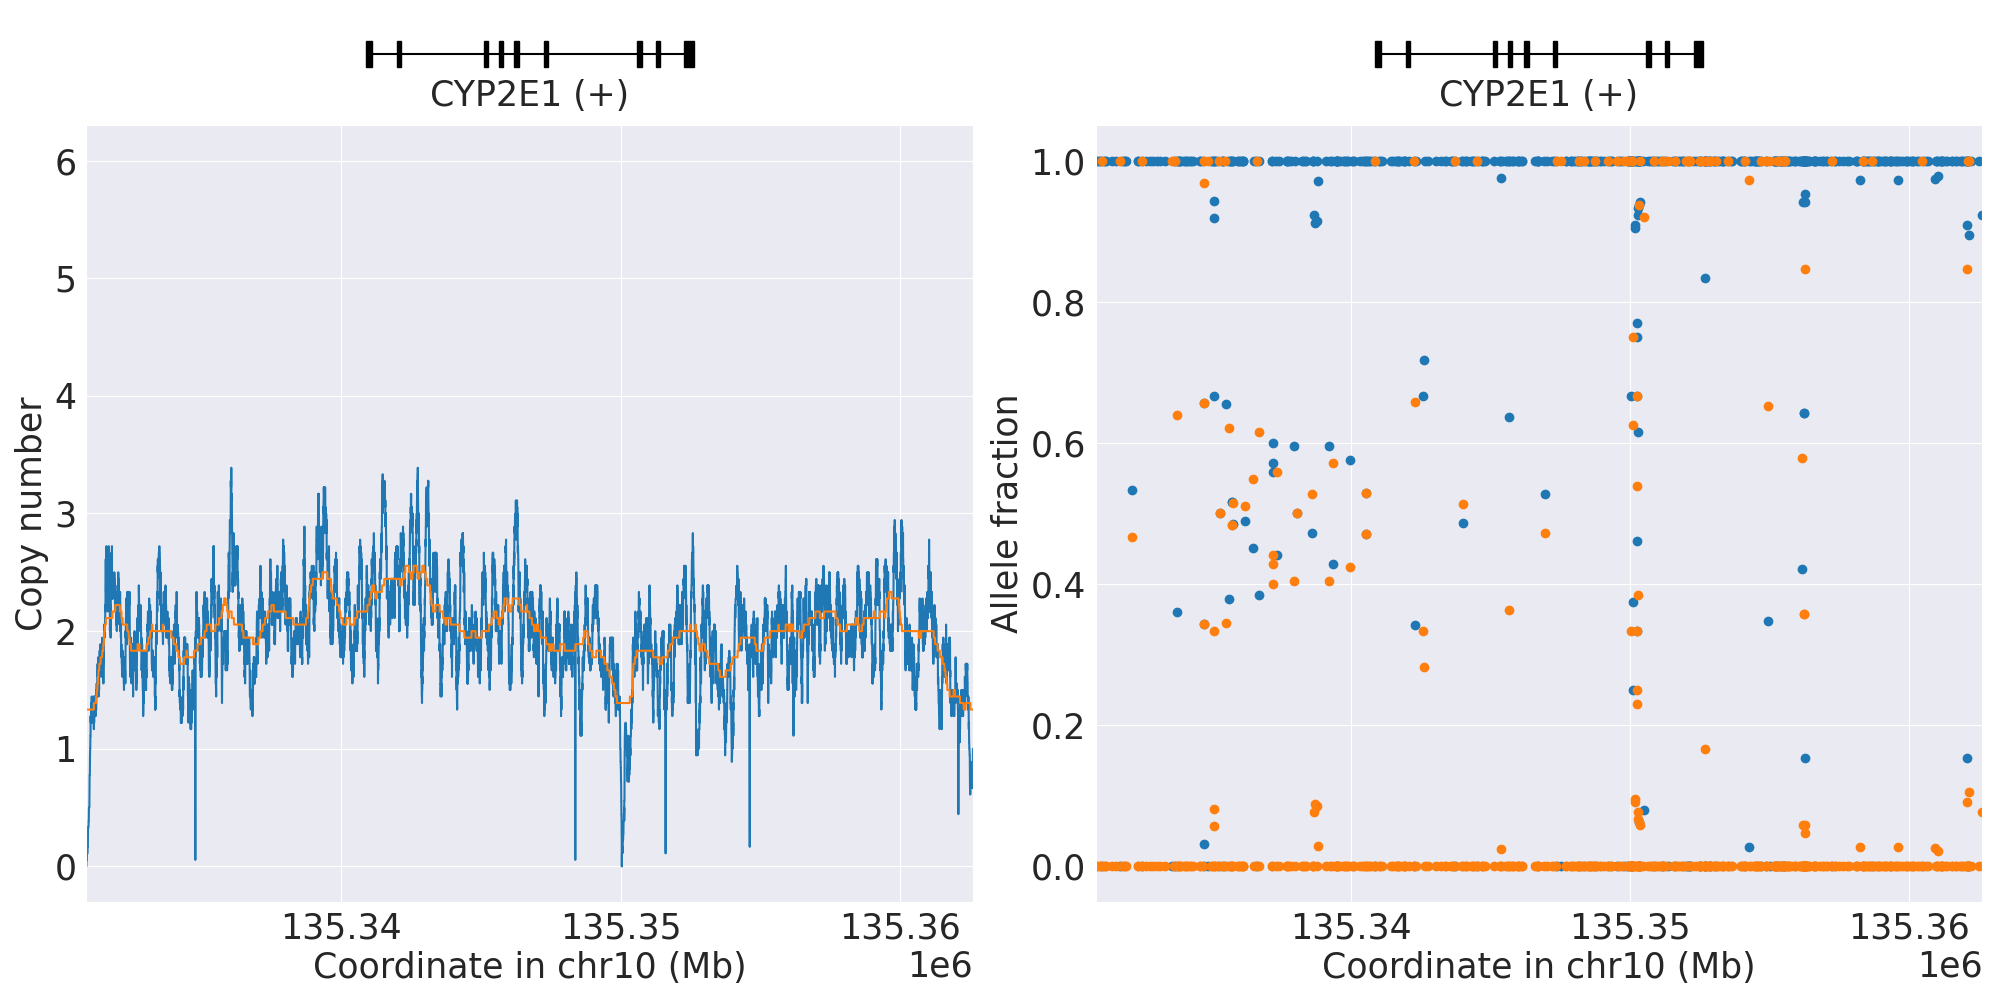 CYP2E1 (+)
6
5
4
3
2
1
0
Copy number
135.34 135.35 135.36
Coordinate in chr10 (Mb)
1e6
CYP2E1 (+)
1.0
0.8
0.6
0.4
0.2
0.0
Allele fraction
135.34 135.35 135.36
Coordinate in chr10 (Mb)
1e6